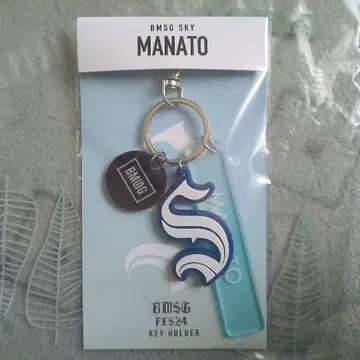 BMSG SKY
MANATO
BMSG
S
BMSG
FES24
KEY HOLDER